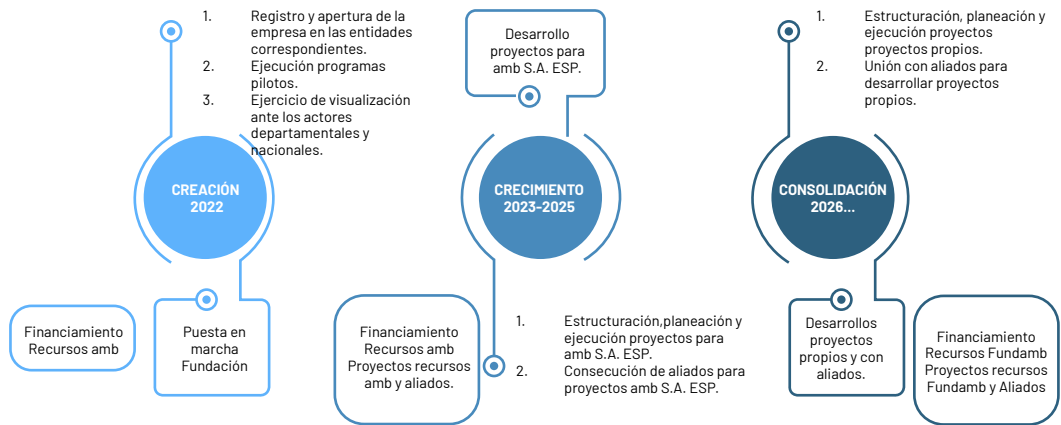 1. Registro y apertura de la
empresa en las entidades
correspondientes.
2. Ejecución programas
pilotos.
3. Ejercicio de visualización
ante los actores
departamentales y
nacionales.
CREACIÓN
2022
Financiamiento
Recursos amb
Puesta en
marcha
Fundación
Desarrollo
proyectos para
amb S.A. ESP.
CRECIMIENTO
2023-2025
Financiamiento
Recursos amb
Proyectos recursos
amb y aliados.
1. Estructuración,planeación y
ejecución proyectos para
amb S.A. ESP.
2. Consecución de aliados para
proyectos amb S.A. ESP.
1. Estructuración, planeación y
ejecución proyectos
proyectos propios.
2. Unión con aliados para
desarrollar proyectos
propios.
CONSOLIDACIÓN
2026...
Desarrollos
proyectos
propios y con
aliados.
Financiamiento
Recursos Fundamb
Proyectos recursos
Fundamb y Aliados